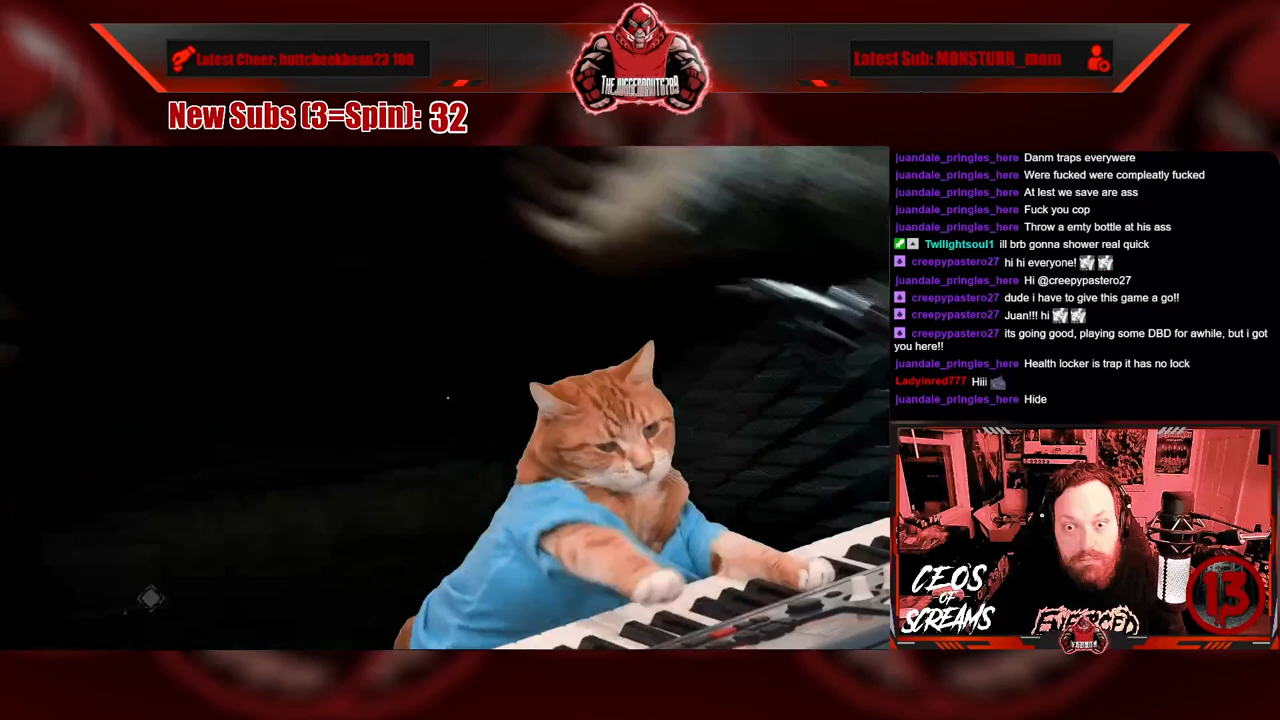 Latest Cheer: buttcheekbeau23 100
THEJUGGERNAUT6789
Latest Sub: MONSTURR_mom
New Subs (3=Spin): 32
juandale_pringles_here Danm traps everywere
juandale_pringles_here Were fucked were compleatly fucked
juandale_pringles_here At lest we save are ass
juandale_pringles_here Fuck you cop
juandale_pringles_here Throw a emty bottle at his ass
Twilightsoul1 ill brb gonna shower real quick
creepypastero27 hi hi everyone!
juandale_pringles_here Hi @creepypastero27
creepypastero27 dude i have to give this game a go!!
creepypastero27 Juan!!! hi
creepypastero27 its going good, playing some DBD for awhile, but i got
you here!!
juandale_pringles_here Health locker is trap it has no lock
Ladyinred777 Hiii
juandale_pringles_here Hide
CEOS
OF
SCREAMS
13